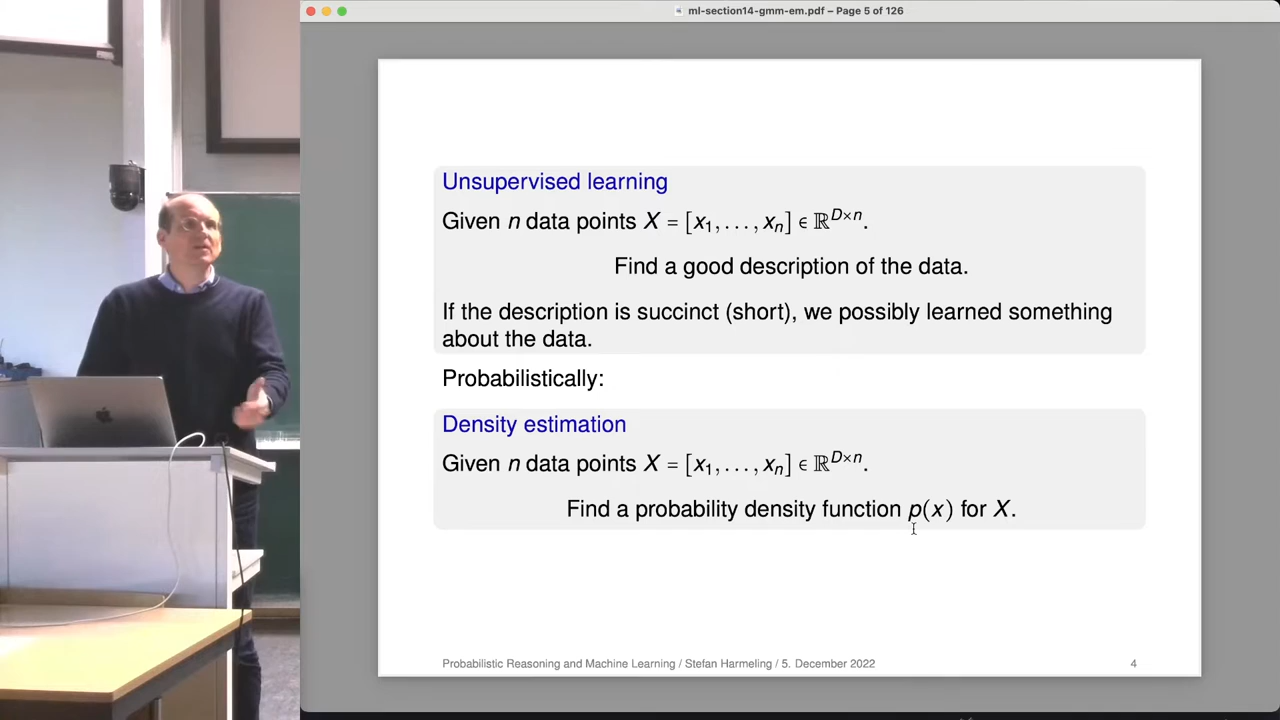 ml-section14-gmm-em.pdf – Page 5 of 126
Unsupervised learning
Given n data points X = [x₁, . . . , xₙ] ∈ ℝᴰˣⁿ.
Find a good description of the data.
If the description is succinct (short), we possibly learned something
about the data.
Probabilistically:
Density estimation
Given n data points X = [x₁, . . . , xₙ] ∈ ℝᴰˣⁿ.
Find a probability density function p(x) for X.
Probabilistic Reasoning and Machine Learning / Stefan Harmeling / 5. December 2022
4